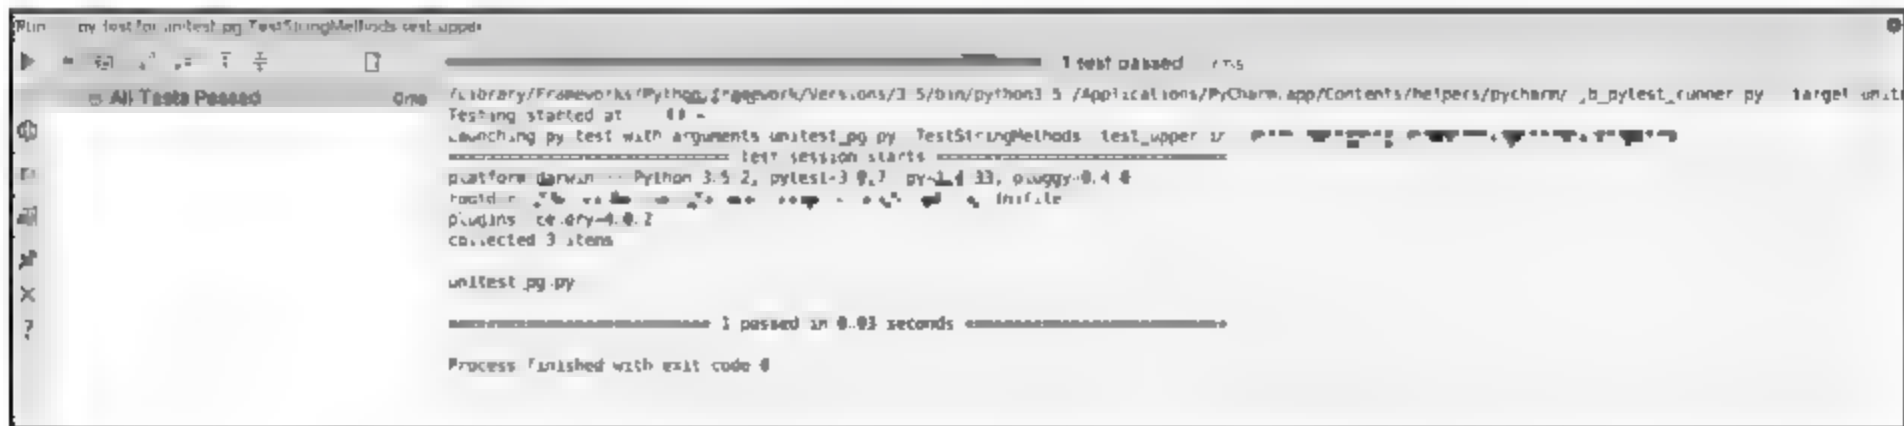 Run py.test for unitest_pg.TestStringMethods.test_upper
1 test passed
All Tests Passed 0ms
/Library/Frameworks/Python.framework/Versions/3.5/bin/python3.5 /Applications/PyCharm.app/Contents/helpers/pycharm/_jb_pytest_runner.py --target
Testing started at
Launching py.test with arguments unitest_pg.py::TestStringMethods::test_upper in
test session starts
platform darwin -- Python 3.5.2, pytest-3.0.7, py-1.4.33, pluggy-0.4.0
inifile
plugins: celery-4.0.2
collected 3 items
unitest_pg.py
1 passed in 0.03 seconds
Process finished with exit code 0